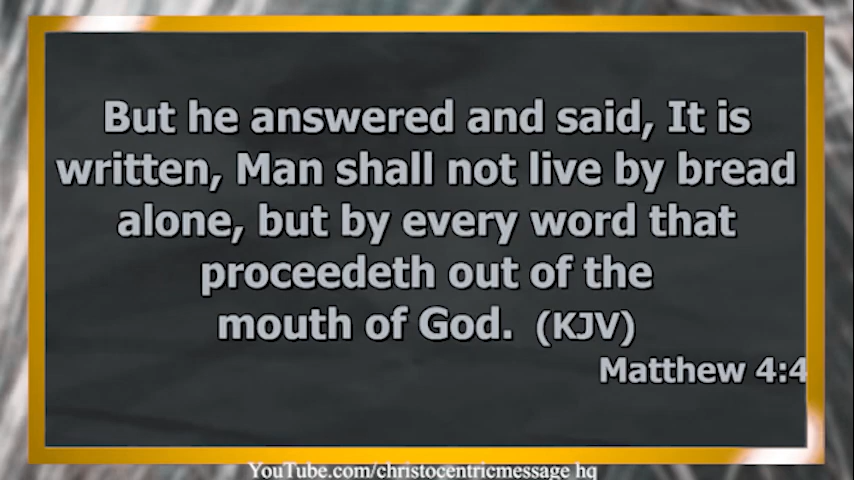 But he answered and said, It is
written, Man shall not live by bread
alone, but by every word that
proceedeth out of the
mouth of God. (KJV)
Matthew 4:4
YouTube.com/christocentricmessage hq